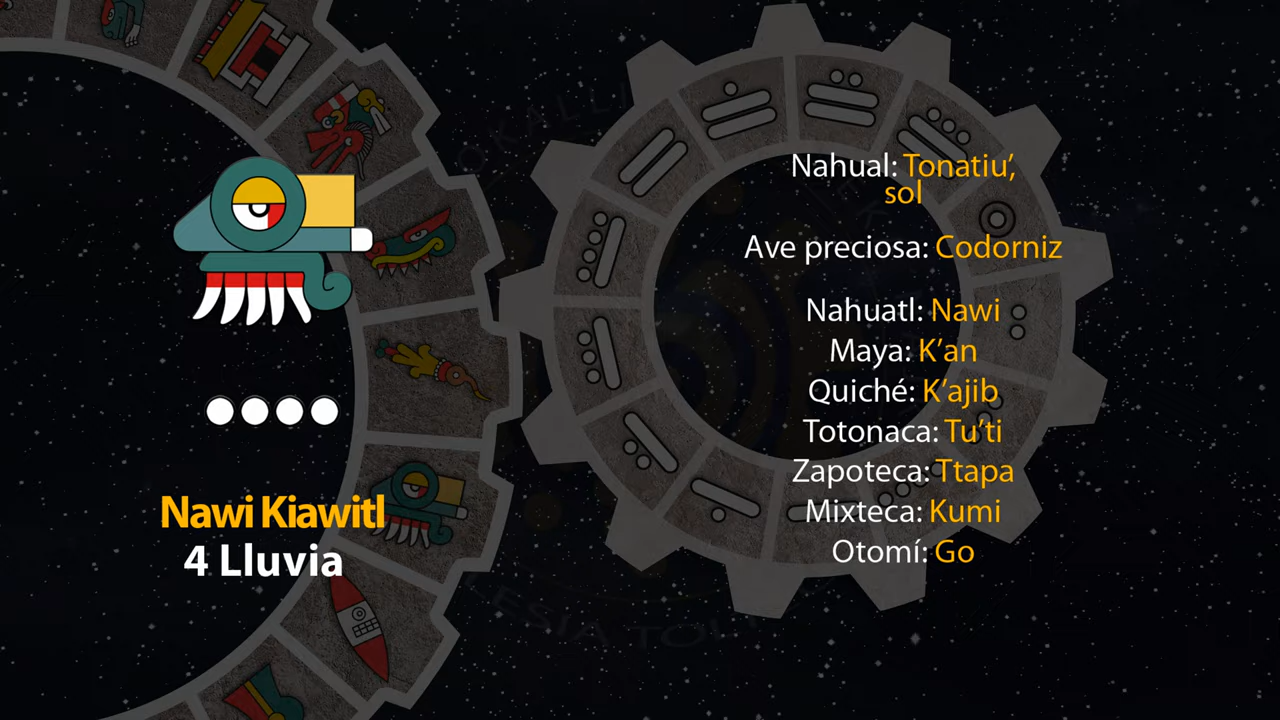 Nawi Kiawitl
4 Lluvia
Nahual: Tonatiu’,
sol
Ave preciosa: Codorniz
Nahuatl: Nawi
Maya: K’an
Quiché: K’ajib
Totonaca: Tu’ti
Zapoteca: Ttapa
Mixteca: Kumi
Otomí: Go